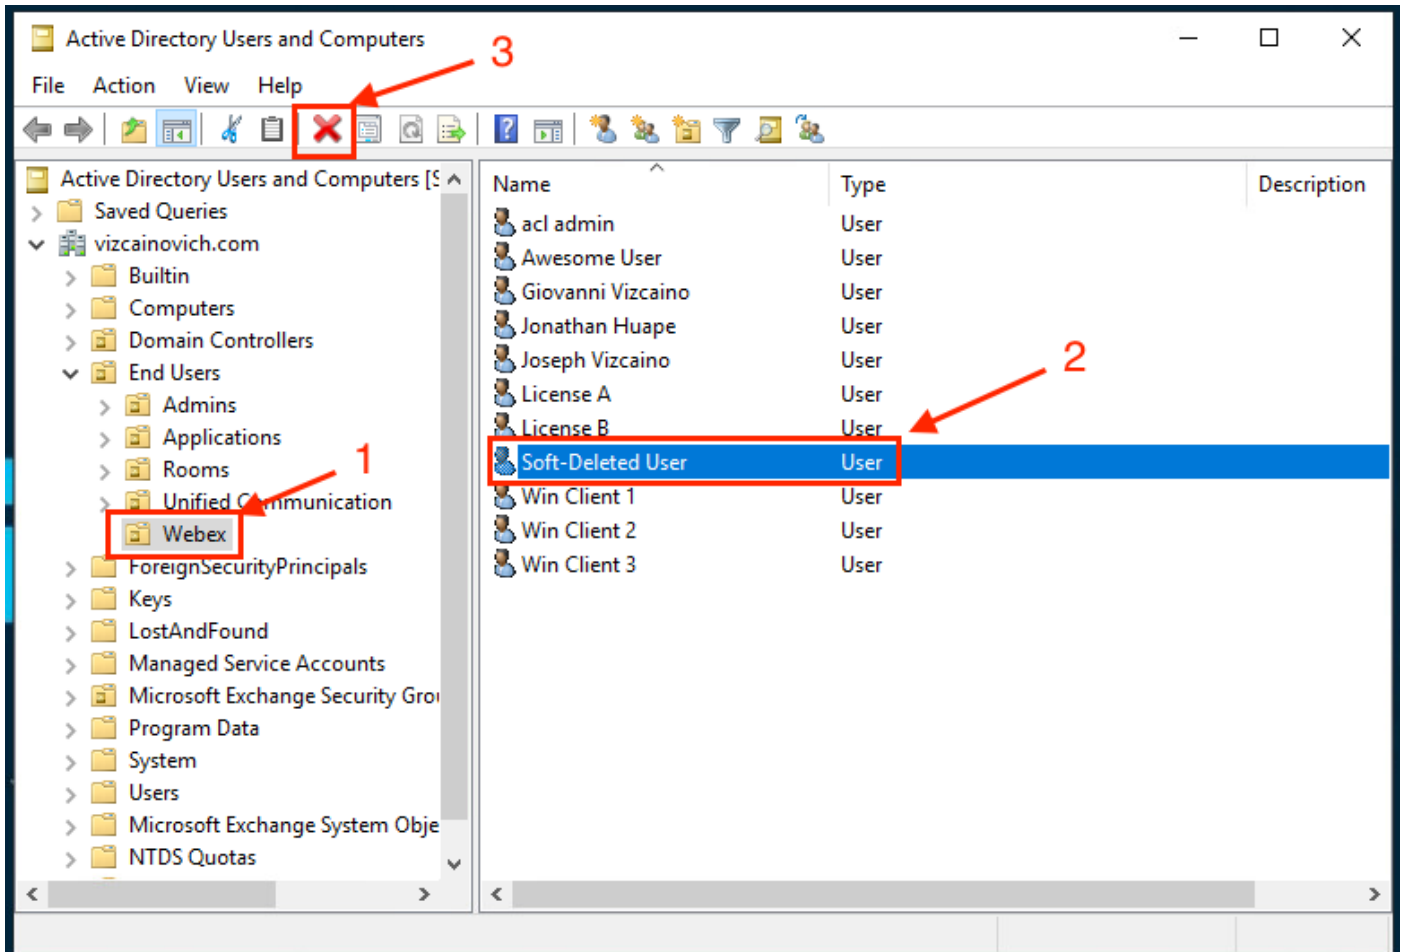 Active Directory Users and Computers
3
File Action View Help
Active Directory Users and Computers [S
Saved Queries
vizcainovich.com
Builtin
Computers
Domain Controllers
End Users
Admins
Applications
Rooms
1
Unified Communication
Webex
ForeignSecurityPrincipals
Keys
LostAndFound
Managed Service Accounts
Microsoft Exchange Security Grou
Program Data
System
Users
Microsoft Exchange System Obje
NTDS Quotas
Name Type Description
acl admin User
Awesome User User
Giovanni Vizcaino User
Jonathan Huape User
Joseph Vizcaino User
2
License A User
License B User
Soft-Deleted User User
Win Client 1 User
Win Client 2 User
Win Client 3 User